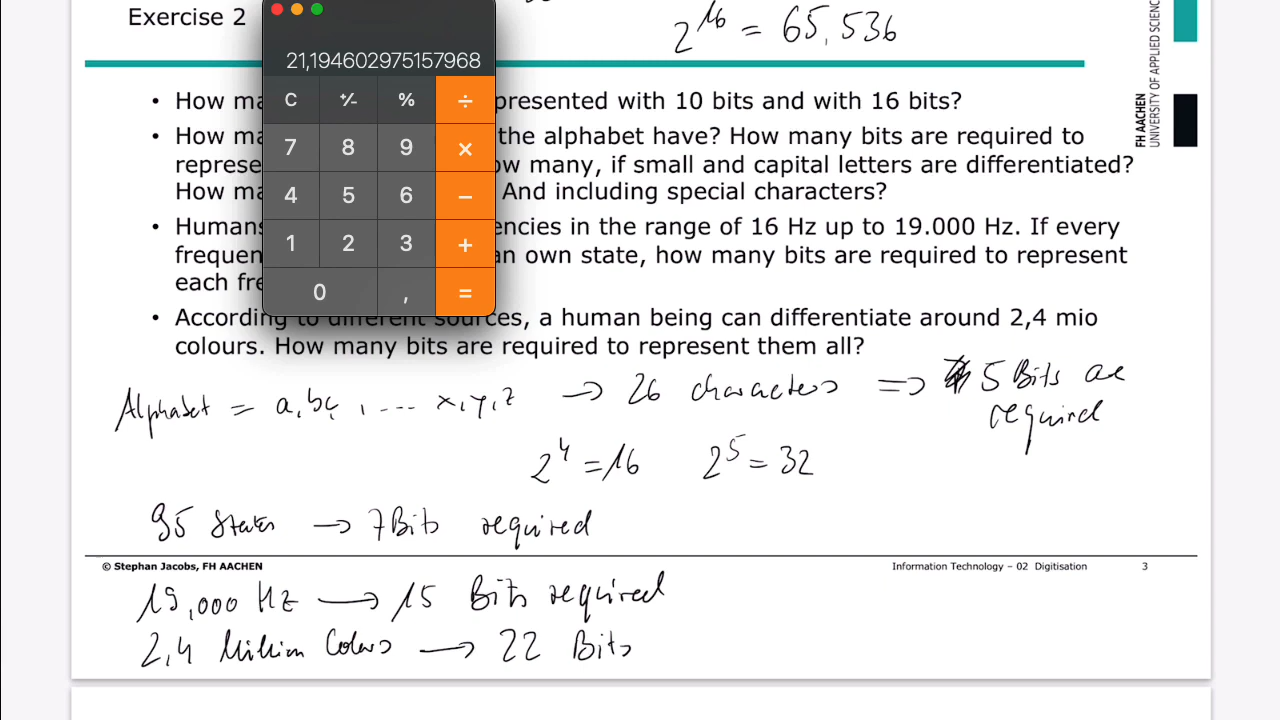 Exercise 2
2^16 = 65,536
FH AACHEN
UNIVERSITY OF APPLIED SCIENC
21,194602975157968
C +/- % ÷
7 8 9 ×
4 5 6 −
1 2 3 +
0 , =
• How ma presented with 10 bits and with 16 bits?
• How ma the alphabet have? How many bits are required to
represe ow many, if small and capital letters are differentiated?
How ma And including special characters?
• Humans encies in the range of 16 Hz up to 19.000 Hz. If every
frequen an own state, how many bits are required to represent
each fre
• According to different sources, a human being can differentiate around 2,4 mio
colours. How many bits are required to represent them all?
Alphabet = a, b, c, .... x, y, z → 26 characters => 5 Bits are
required
2^4 = 16 2^5 = 32
95 States → 7 Bits required
© Stephan Jacobs, FH AACHEN Information Technology – 02 Digitisation 3
19,000 Hz → 15 Bits required
2,4 Million Colors → 22 Bits